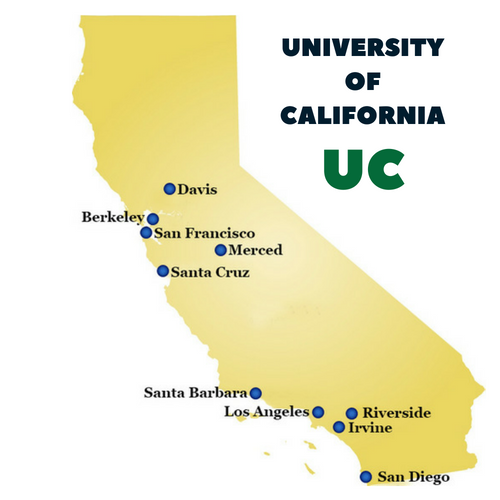 UNIVERSITY
OF
CALIFORNIA
UC
Davis
Berkeley
San Francisco
Merced
Santa Cruz
Santa Barbara
Los Angeles
Riverside
Irvine
San Diego